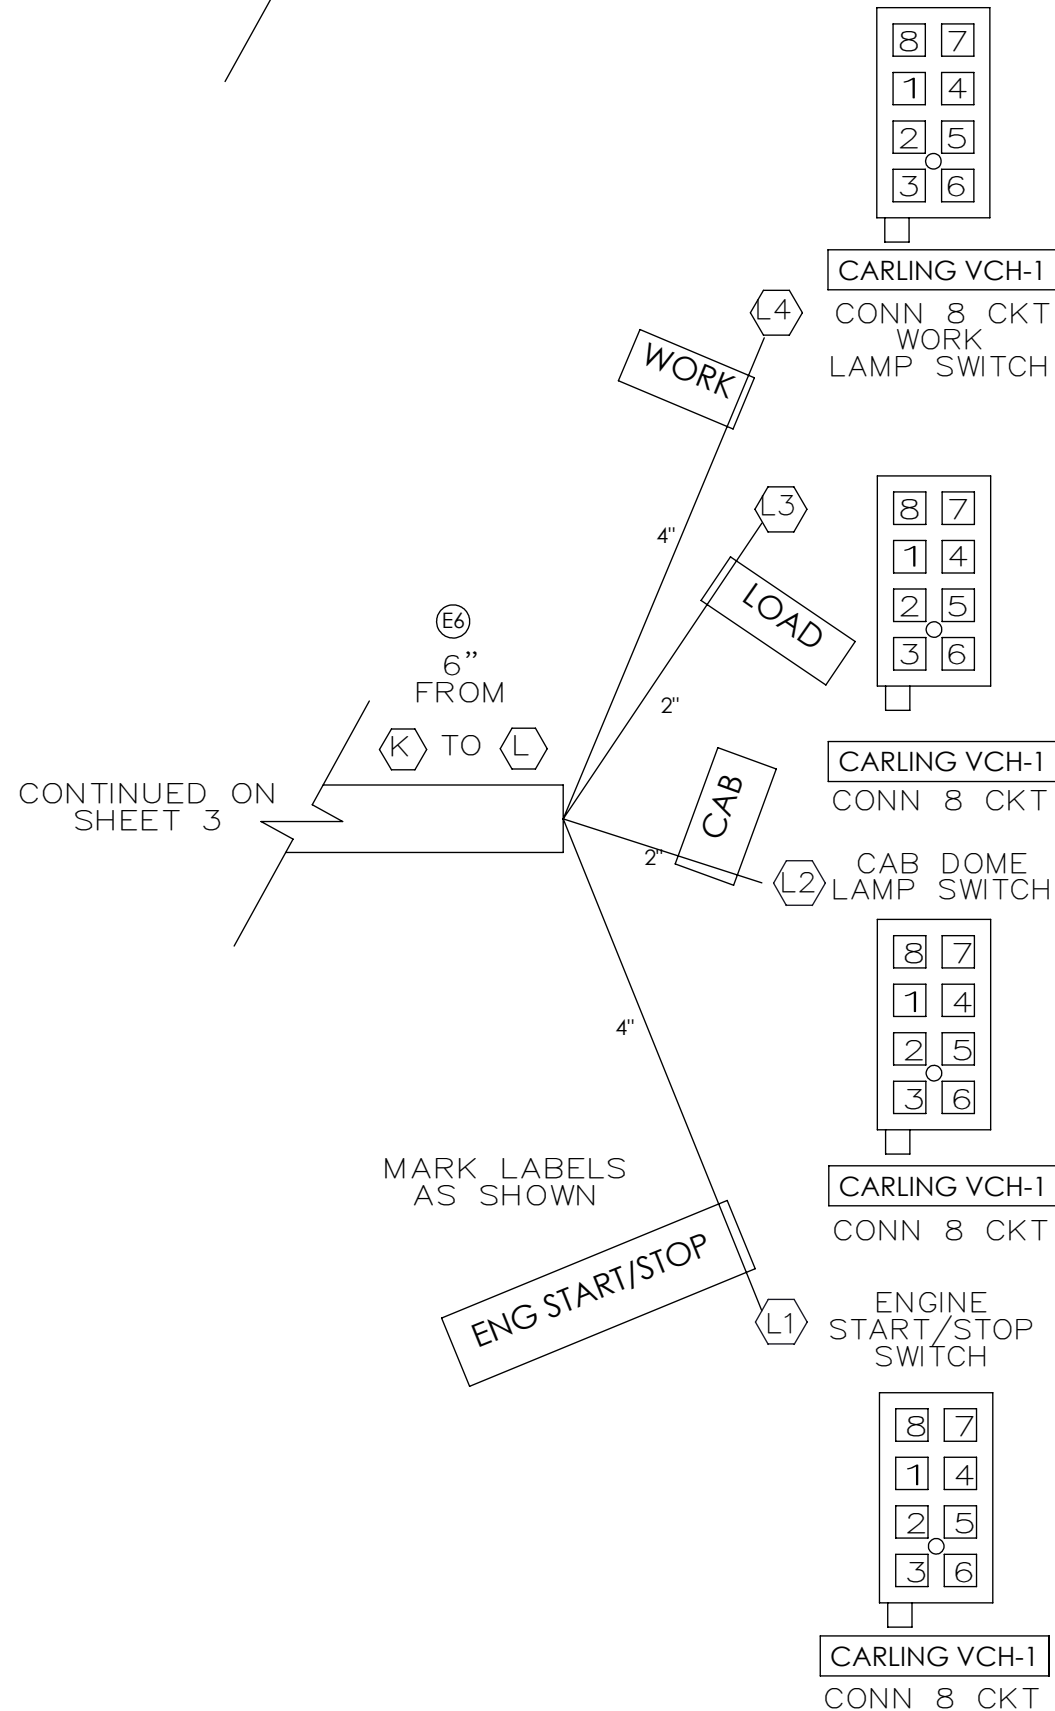 8 7
1 4
2 5
3 6
CARLING VCH-1
CONN 8 CKT
WORK
LAMP SWITCH
L4
WORK
4"
L3
LOAD
2"
8 7
1 4
2 5
3 6
CARLING VCH-1
CONN 8 CKT
E6
6”
FROM
K TO L
CONTINUED ON
SHEET 3
CAB
2"
L2
CAB DOME
LAMP SWITCH
8 7
1 4
2 5
3 6
CARLING VCH-1
CONN 8 CKT
4"
MARK LABELS
AS SHOWN
ENG START/STOP
L1
ENGINE
START/STOP
SWITCH
8 7
1 4
2 5
3 6
CARLING VCH-1
CONN 8 CKT